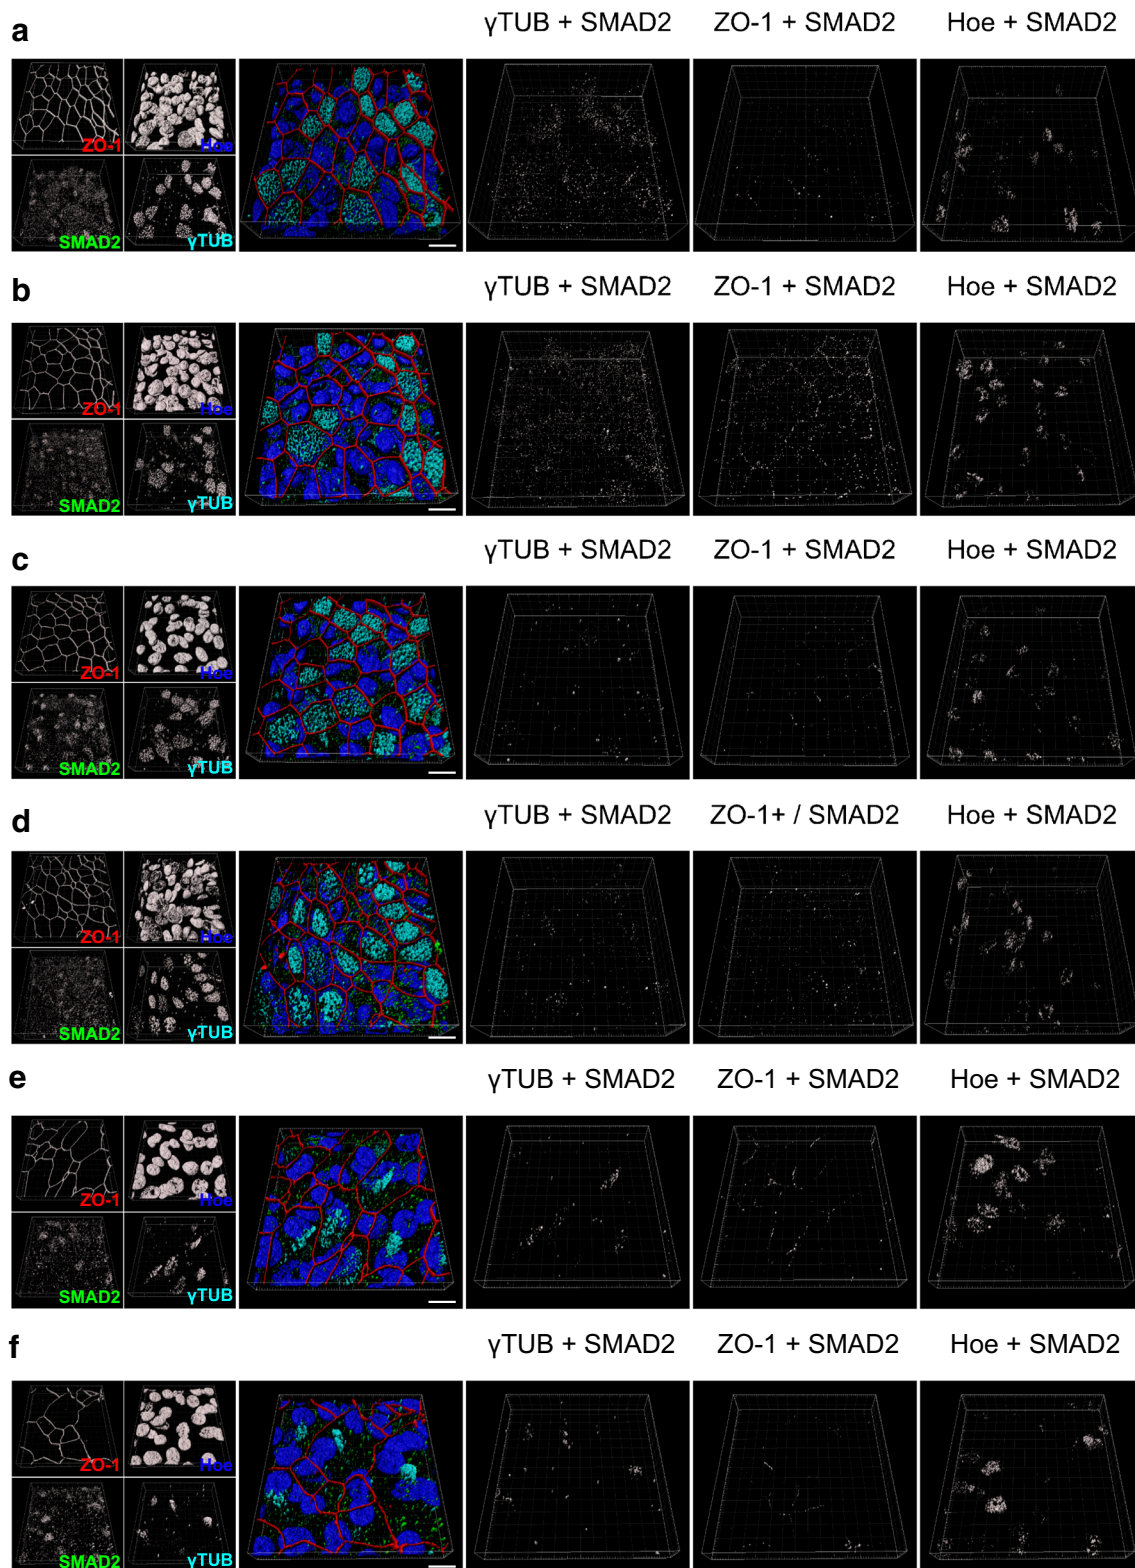 a
γTUB + SMAD2 ZO-1 + SMAD2 Hoe + SMAD2
ZO-1 Hoe
SMAD2 γTUB
b
γTUB + SMAD2 ZO-1 + SMAD2 Hoe + SMAD2
ZO-1 Hoe
SMAD2 γTUB
c
γTUB + SMAD2 ZO-1 + SMAD2 Hoe + SMAD2
ZO-1 Hoe
SMAD2 γTUB
d
γTUB + SMAD2 ZO-1+ / SMAD2 Hoe + SMAD2
ZO-1 Hoe
SMAD2 γTUB
e
γTUB + SMAD2 ZO-1 + SMAD2 Hoe + SMAD2
ZO-1 Hoe
SMAD2 γTUB
f
γTUB + SMAD2 ZO-1 + SMAD2 Hoe + SMAD2
ZO-1 Hoe
SMAD2 γTUB